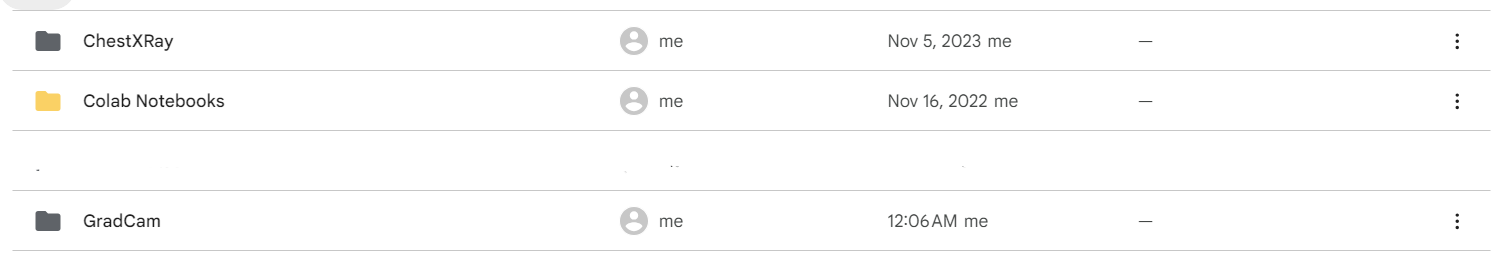 ChestXRay me Nov 5, 2023 me —
Colab Notebooks me Nov 16, 2022 me —
GradCam me 12:06 AM me —